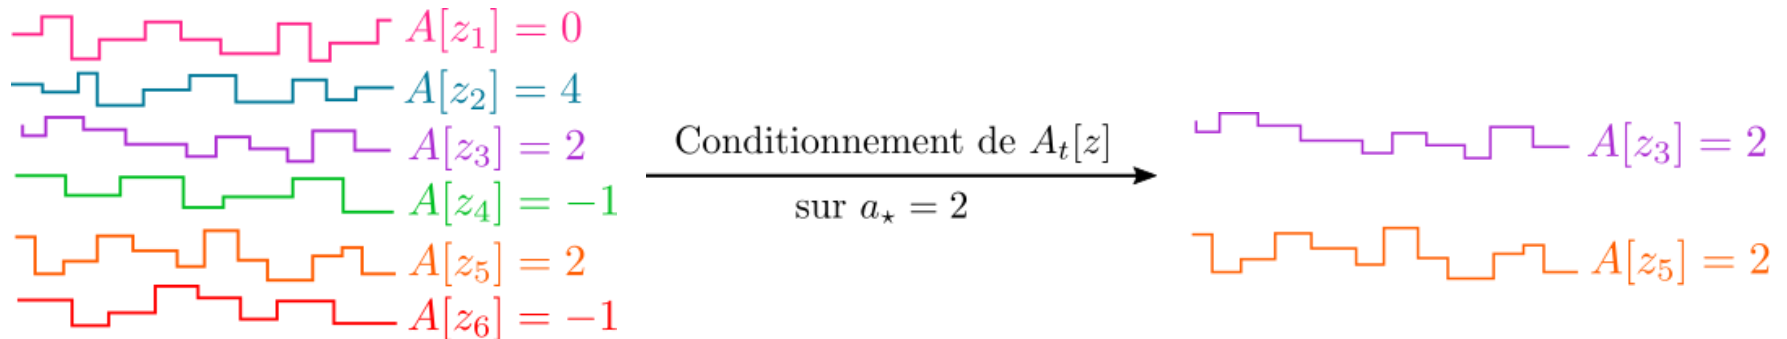 A[z₁] = 0
A[z₂] = 4
A[z₃] = 2
A[z₄] = −1
A[z₅] = 2
A[z₆] = −1
Conditionnement de Aₜ[z]
sur a⋆ = 2
A[z₃] = 2
A[z₅] = 2